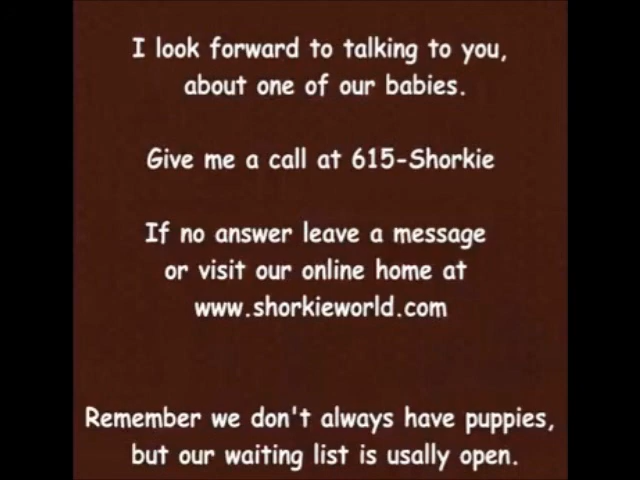 I look forward to talking to you,
about one of our babies.
Give me a call at 615-Shorkie
If no answer leave a message
or visit our online home at
www.shorkieworld.com
Remember we don't always have puppies,
but our waiting list is usally open.